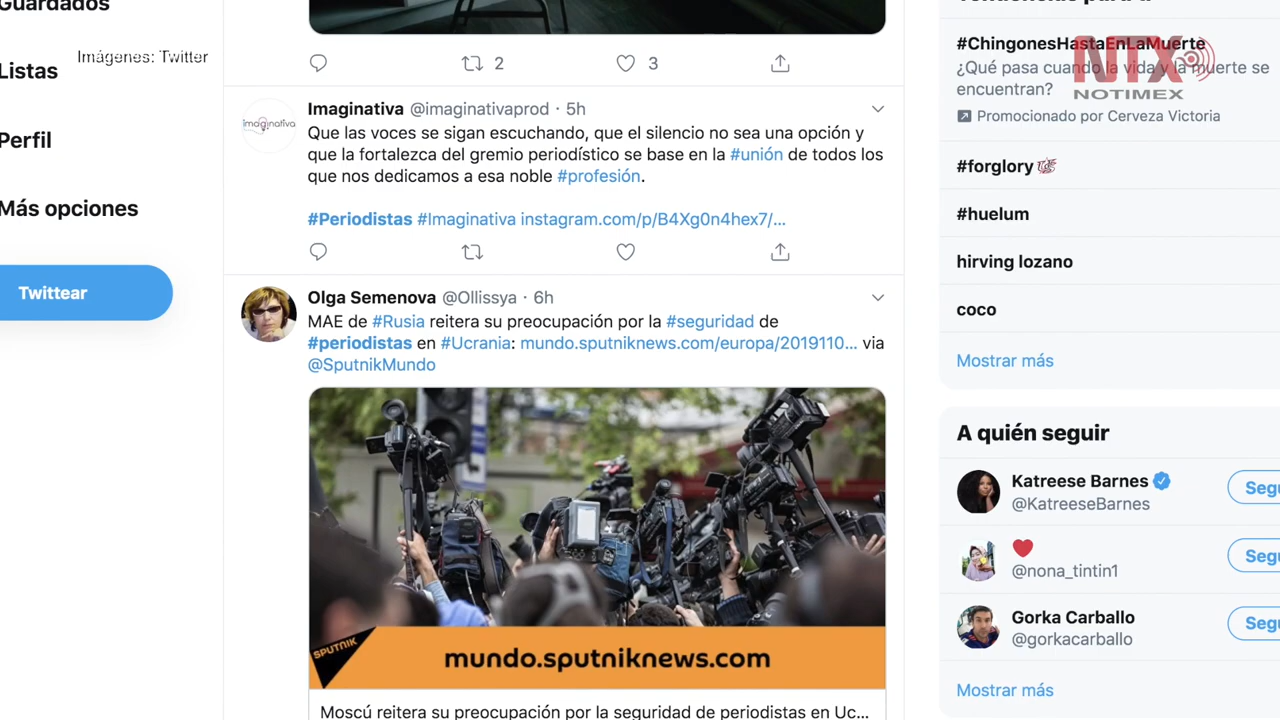 Guardados
Imágenes: Twitter
Listas
Perfil
Más opciones
Twittear
2
3
Imaginativa @imaginativaprod · 5h
imaginativa
Que las voces se sigan escuchando, que el silencio no sea una opción y
que la fortalezca del gremio periodístico se base en la #unión de todos los
que nos dedicamos a esa noble #profesión.
#Periodistas #Imaginativa instagram.com/p/B4Xg0n4hex7/...
Olga Semenova @Ollissya · 6h
MAE de #Rusia reitera su preocupación por la #seguridad de
#periodistas en #Ucrania: mundo.sputniknews.com/europa/2019110... via
@SputnikMundo
SPUTNIK
mundo.sputniknews.com
Moscú reitera su preocupación por la seguridad de periodistas en Uc...
#ChingonesHastaEnLaMuerte
¿Qué pasa cuando la vida y la muerte se
encuentran?
Promocionado por Cerveza Victoria
NTX
NOTIMEX
#forglory
#huelum
hirving lozano
coco
Mostrar más
A quién seguir
Katreese Barnes
@KatreeseBarnes
Segu
@nona_tintin1
Segu
Gorka Carballo
@gorkacarballo
Segu
Mostrar más